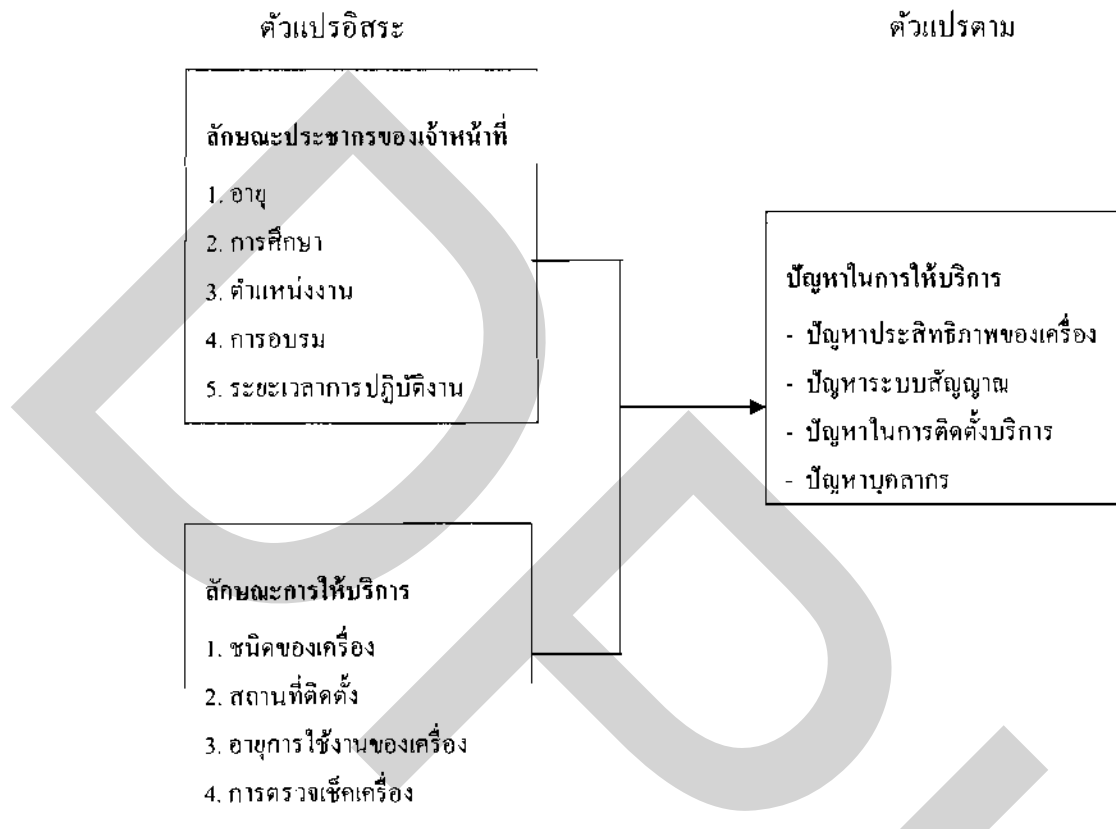 ตัวแปรอิสระ
ตัวแปรตาม
ลักษณะประชากรของเจ้าหน้าที่
1. อายุ
2. การศึกษา
3. ตำแหน่งงาน
4. การอบรม
5. ระยะเวลาการปฏิบัติงาน
ลักษณะการให้บริการ
1. ชนิดของเครื่อง
2. สถานที่ติดตั้ง
3. อายุการใช้งานของเครื่อง
4. การตรวจเช็คเครื่อง
ปัญหาในการให้บริการ
- ปัญหาประสิทธิภาพของเครื่อง
- ปัญหาระบบสัญญาณ
- ปัญหาในการติดตั้งบริการ
- ปัญหาบุคลากร